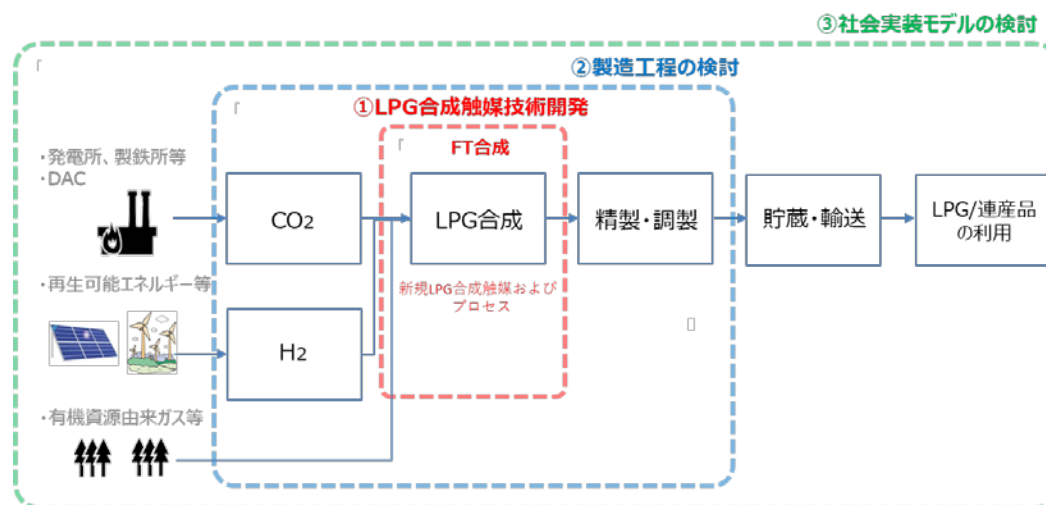 ③社会実装モデルの検討
②製造工程の検討
①LPG合成触媒技術開発
FT合成
・発電所、製鉄所等
・DAC
CO2
LPG合成
精製・調製
貯蔵・輸送
LPG/連産品
の利用
新規LPG合成触媒および
プロセス
・再生可能エネルギー等
H2
・有機資源由来ガス等